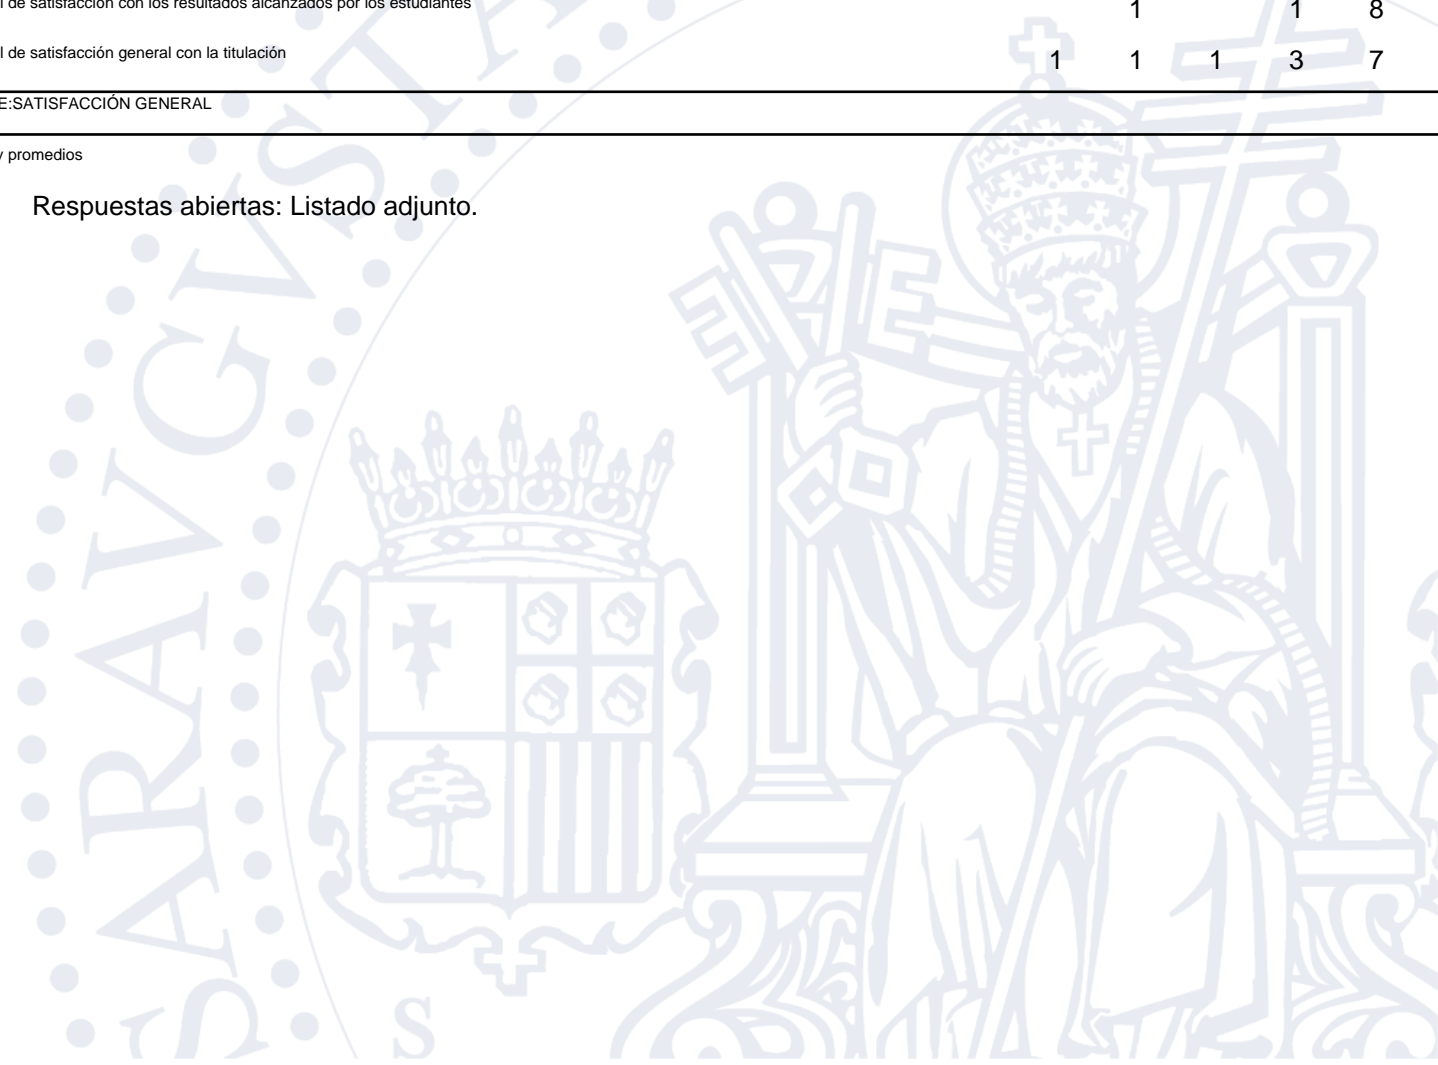 l de satisfacción con los resultados alcanzados por los estudiantes 1 1 8
l de satisfacción general con la titulación 1 1 1 3 7
E:SATISFACCIÓN GENERAL
y promedios
Respuestas abiertas: Listado adjunto.
SARAVGVSTA
S